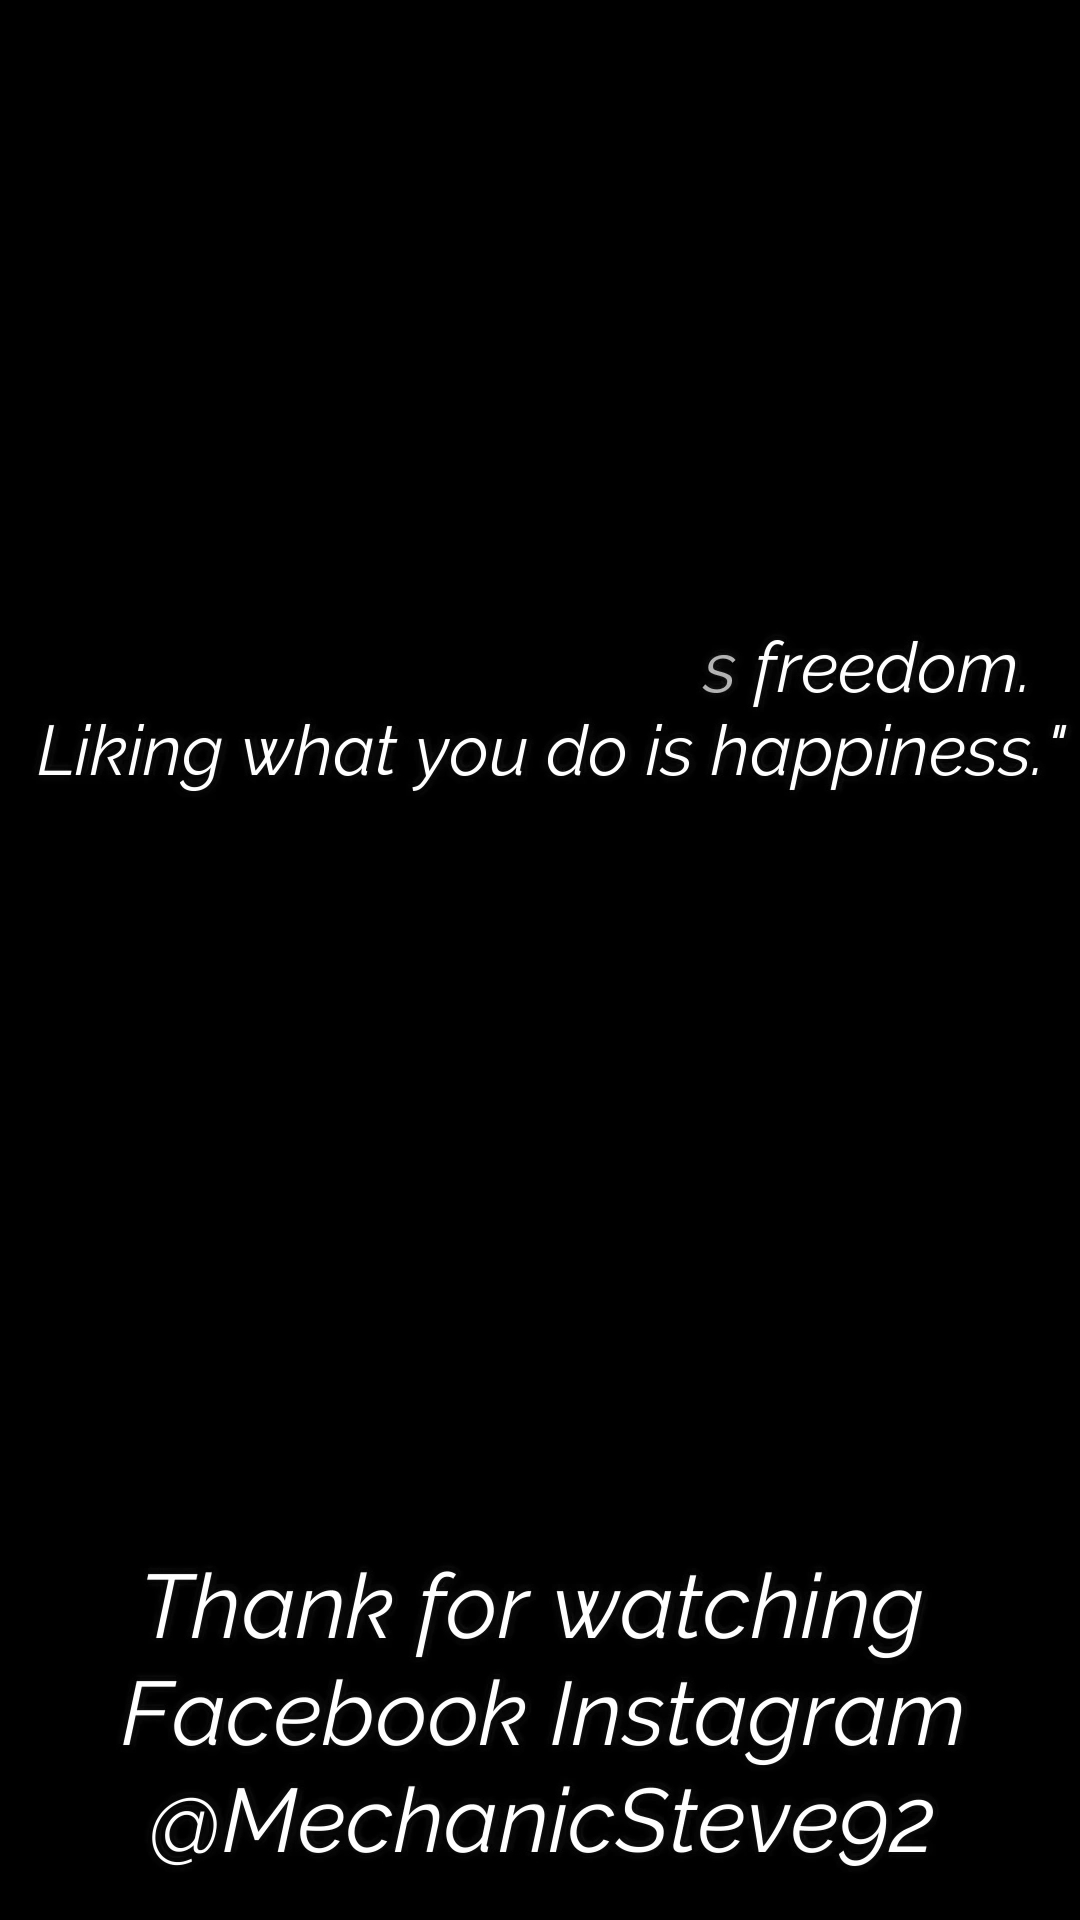 s freedom.
Liking what you do is happiness."
Thank for watching
Facebook Instagram
@MechanicSteve92